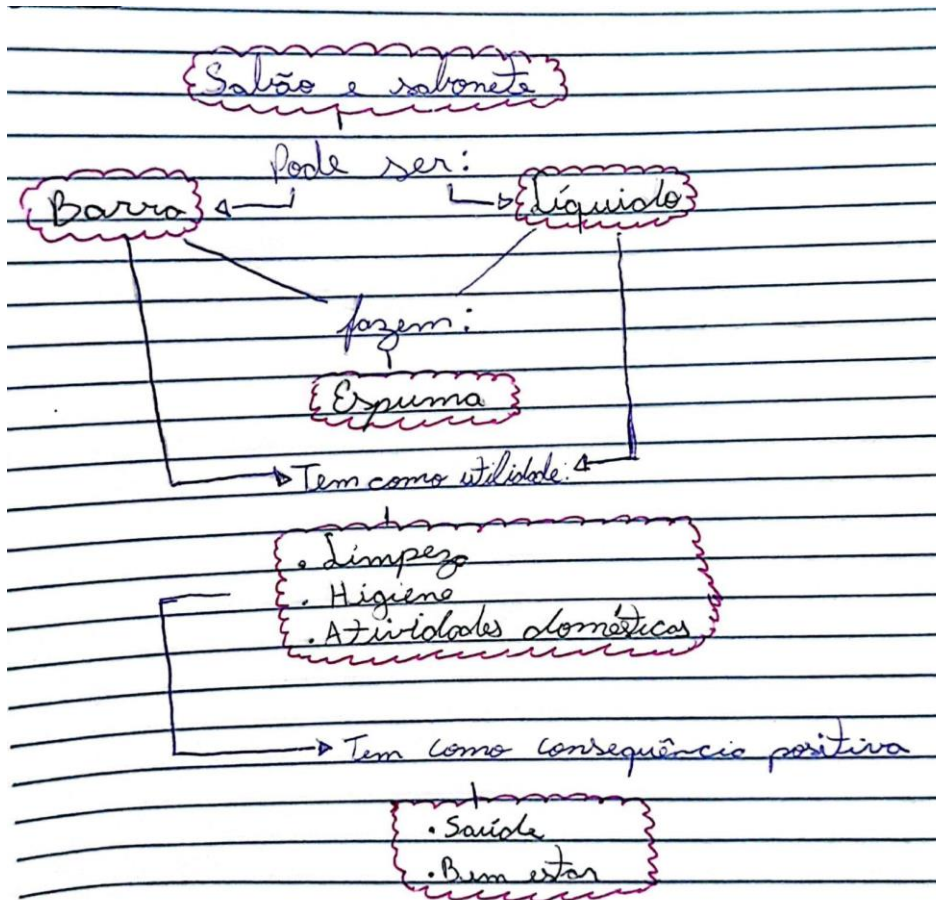 Sabão e sabonete
Pode ser:
Barra
Líquido
fazem:
Espuma
Tem como utilidade:
. Limpeza
. Higiene
. Atividades domésticas
Tem como consequência positiva
. Saúde
. Bem estar